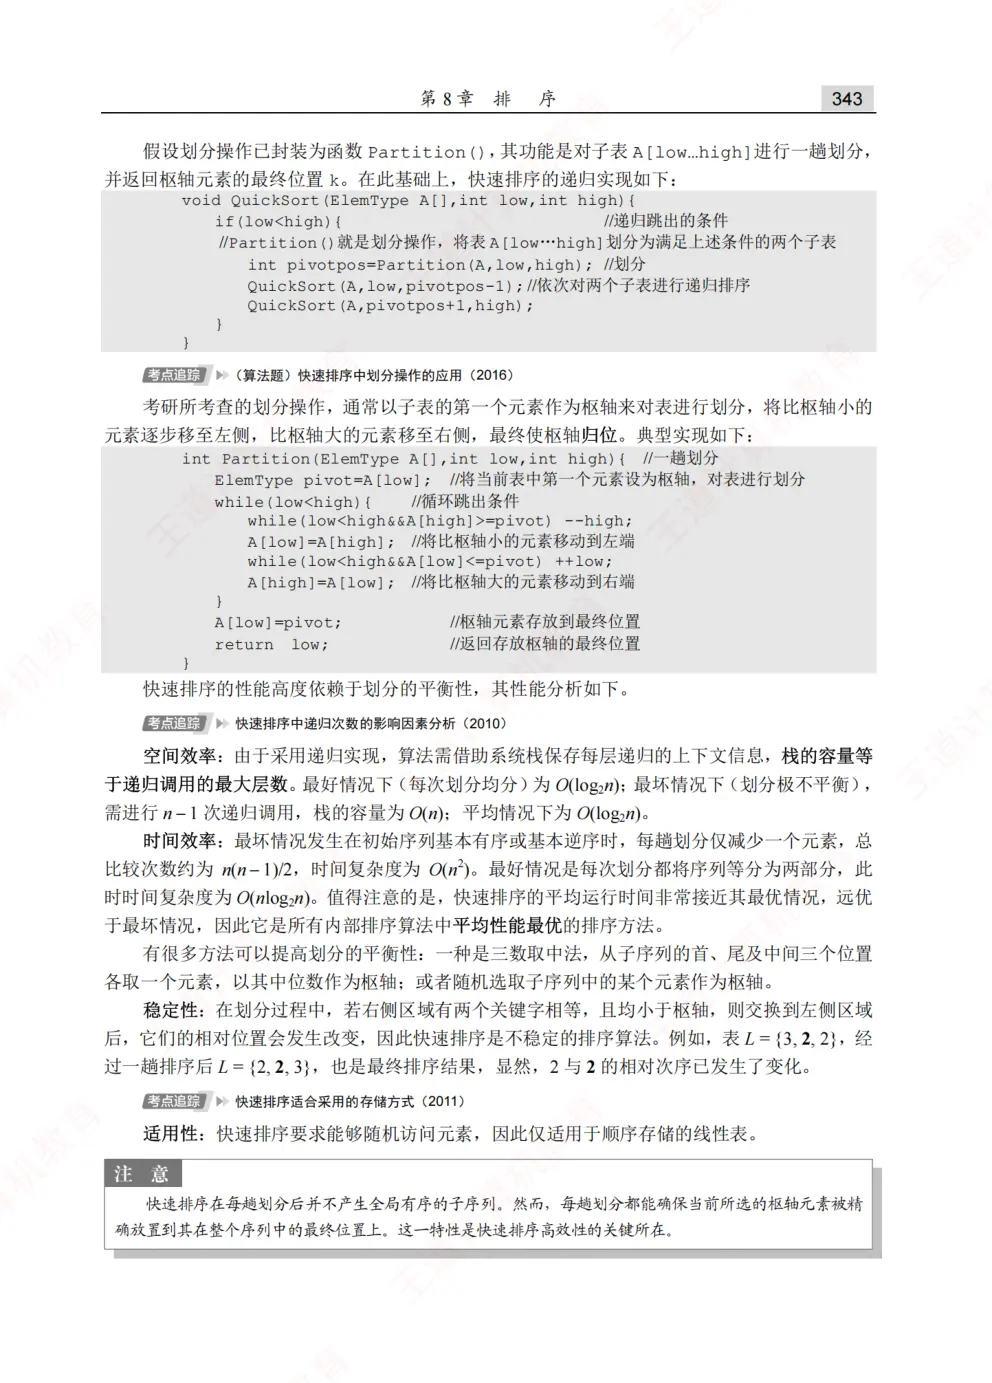 第 8 章 排 序 343
假设划分操作已封装为函数 Partition()，其功能是对子表 A[low…high]进行一趟划分，
并返回枢轴元素的最终位置 k。在此基础上，快速排序的递归实现如下：
void QuickSort(ElemType A[],int low,int high){
if(low<high){ //递归跳出的条件
//Partition()就是划分操作，将表 A[low…high]划分为满足上述条件的两个子表
int pivotpos=Partition(A,low,high); //划分
QuickSort(A,low,pivotpos-1);//依次对两个子表进行递归排序
QuickSort(A,pivotpos+1,high);
}
}
考点追踪 （算法题）快速排序中划分操作的应用（2016）
考研所考查的划分操作，通常以子表的第一个元素作为枢轴来对表进行划分，将比枢轴小的
元素逐步移至左侧，比枢轴大的元素移至右侧，最终使枢轴归位。典型实现如下：
int Partition(ElemType A[],int low,int high){ //一趟划分
ElemType pivot=A[low]; //将当前表中第一个元素设为枢轴，对表进行划分
while(low<high){ //循环跳出条件
while(low<high&&A[high]>=pivot) --high;
A[low]=A[high]; //将比枢轴小的元素移动到左端
while(low<high&&A[low]<=pivot) ++low;
A[high]=A[low]; //将比枢轴大的元素移动到右端
}
A[low]=pivot; //枢轴元素存放到最终位置
return low; //返回存放枢轴的最终位置
}
快速排序的性能高度依赖于划分的平衡性，其性能分析如下。
考点追踪 快速排序中递归次数的影响因素分析（2010）
空间效率：由于采用递归实现，算法需借助系统栈保存每层递归的上下文信息，栈的容量等
于递归调用的最大层数。最好情况下（每次划分均分）为 O(log₂n)；最坏情况下（划分极不平衡），
需进行 n－1 次递归调用，栈的容量为 O(n)；平均情况下为 O(log₂n)。
时间效率：最坏情况发生在初始序列基本有序或基本逆序时，每趟划分仅减少一个元素，总
比较次数约为 n(n－1)/2，时间复杂度为 O(n²)。最好情况是每次划分都将序列等分为两部分，此
时时间复杂度为 O(nlog₂n)。值得注意的是，快速排序的平均运行时间非常接近其最优情况，远优
于最坏情况，因此它是所有内部排序算法中平均性能最优的排序方法。
有很多方法可以提高划分的平衡性：一种是三数取中法，从子序列的首、尾及中间三个位置
各取一个元素，以其中位数作为枢轴；或者随机选取子序列中的某个元素作为枢轴。
稳定性：在划分过程中，若右侧区域有两个关键字相等，且均小于枢轴，则交换到左侧区域
后，它们的相对位置会发生改变，因此快速排序是不稳定的排序算法。例如，表 L = {3, 2, 2}，经
过一趟排序后 L = {2, 2, 3}，也是最终排序结果，显然，2 与 2 的相对次序已发生了变化。
考点追踪 快速排序适合采用的存储方式（2011）
适用性：快速排序要求能够随机访问元素，因此仅适用于顺序存储的线性表。
注 意
快速排序在每趟划分后并不产生全局有序的子序列。然而，每趟划分都能确保当前所选的枢轴元素被精
确放置到其在整个序列中的最终位置上。这一特性是快速排序高效性的关键所在。